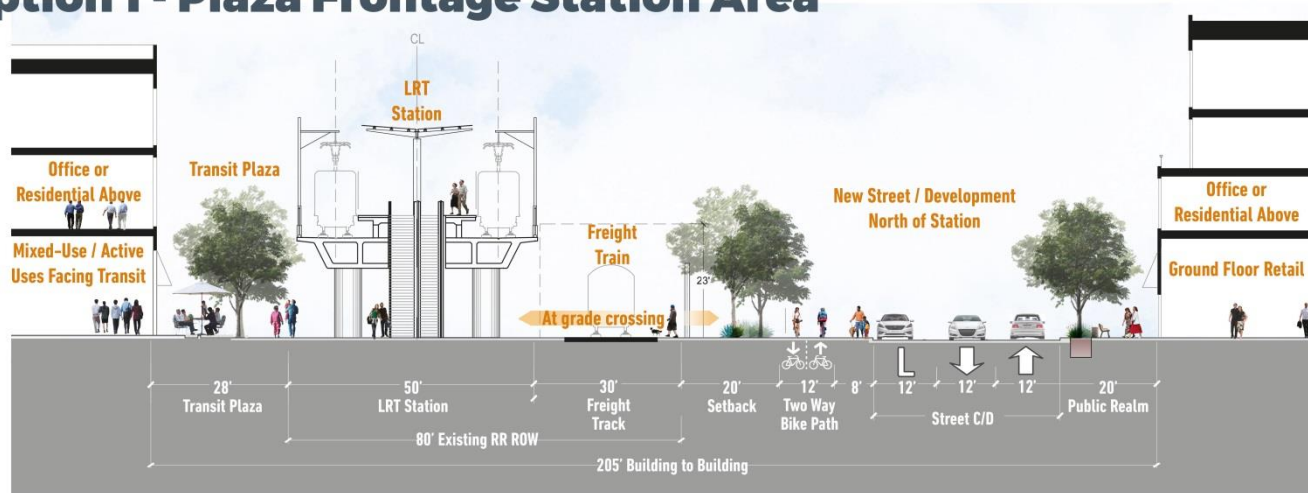 ption 1 - Plaza Frontage Station Area
CL
LRT
Station
Office or
Residential Above
Transit Plaza
Mixed-Use / Active
Uses Facing Transit
Freight
Train
23'
At grade crossing
New Street / Development
North of Station
Office or
Residential Above
Ground Floor Retail
L
28'
Transit Plaza
50'
LRT Station
30'
Freight
Track
20'
Setback
12'
Two Way
Bike Path
8'
12'
12'
12'
Street C/D
20'
Public Realm
80' Existing RR ROW
205' Building to Building